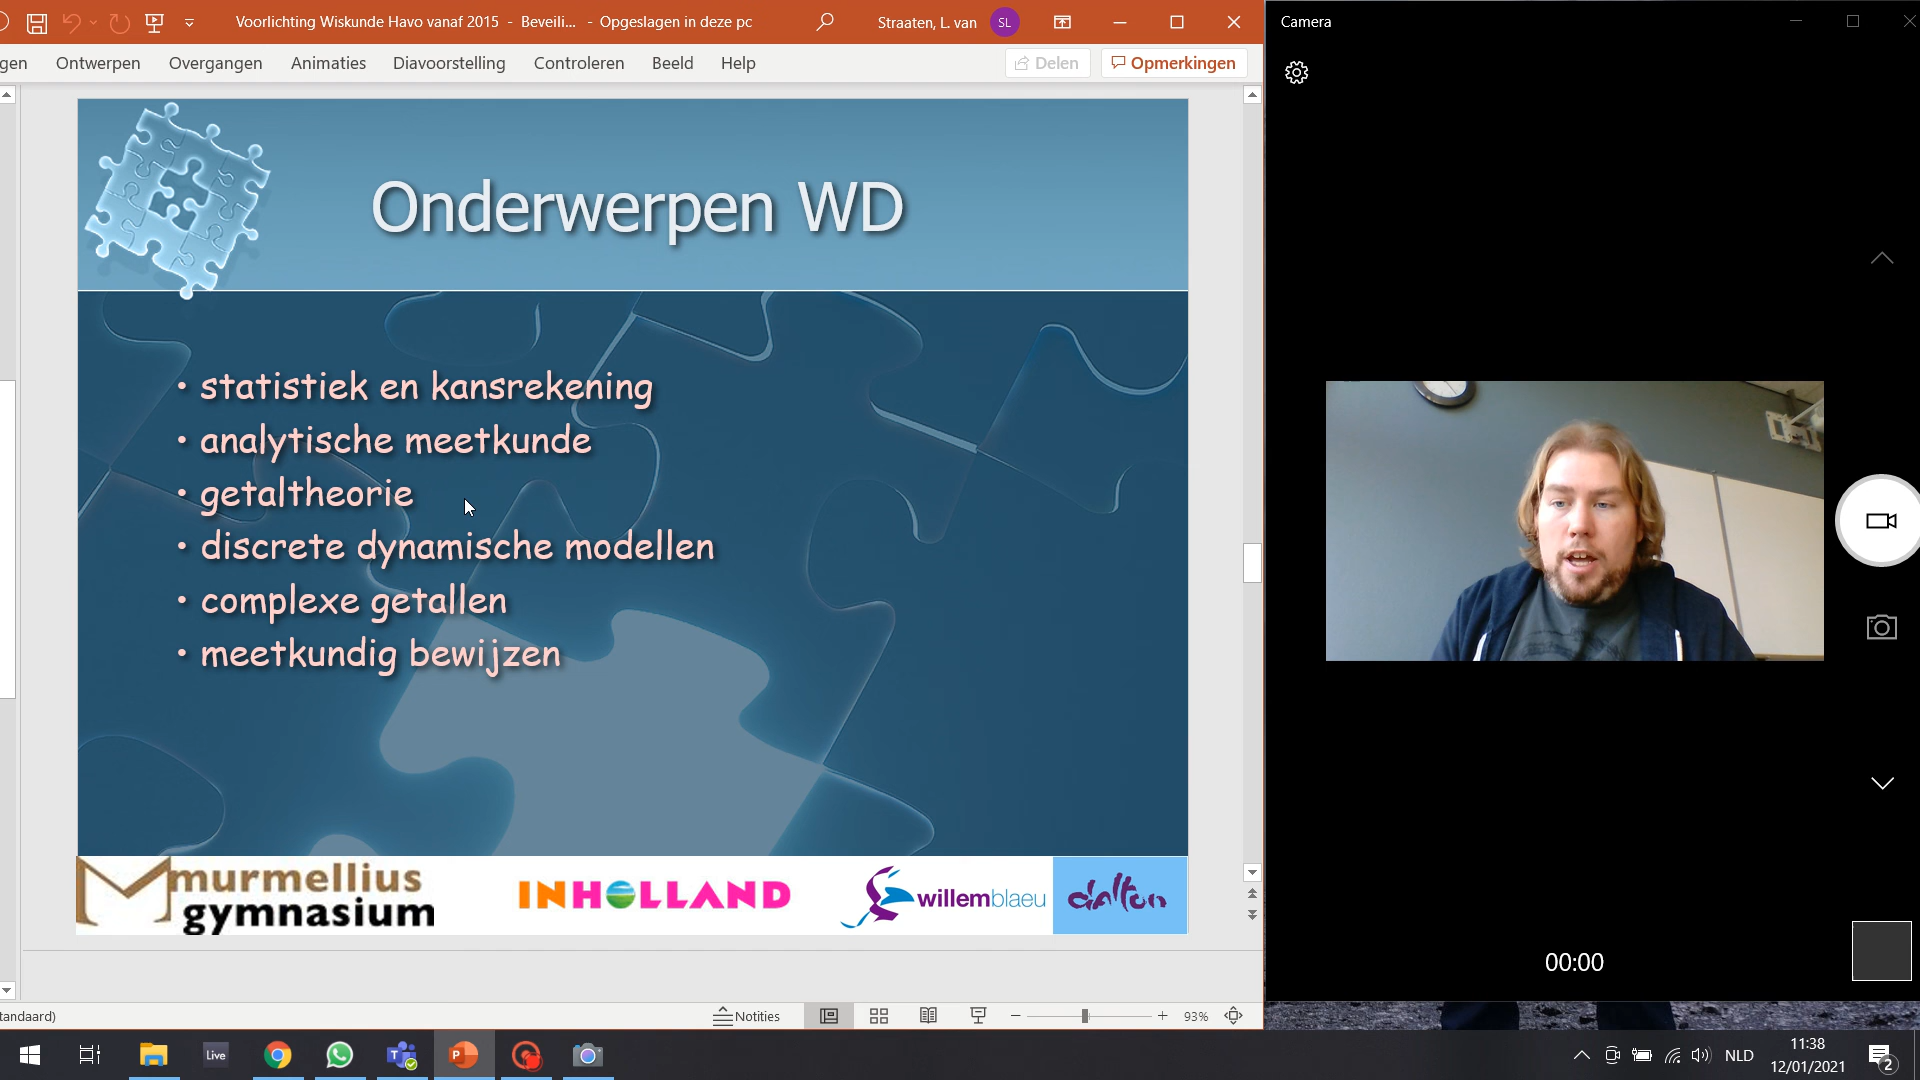 Voorlichting Wiskunde Havo vanaf 2015 - Beveili... - Opgeslagen in deze pc
Straaten, L. van
SL
gen Ontwerpen Overgangen Animaties Diavoorstelling Controleren Beeld Help
Delen
Opmerkingen
Onderwerpen WD
• statistiek en kansrekening
• analytische meetkunde
• getaltheorie
• discrete dynamische modellen
• complexe getallen
• meetkundig bewijzen
murmellius
gymnasium
INHOLLAND
willemblaeu
dalton
tandaard)
Notities
93%
Camera
00:00
Live
NLD
11:38
12/01/2021
2